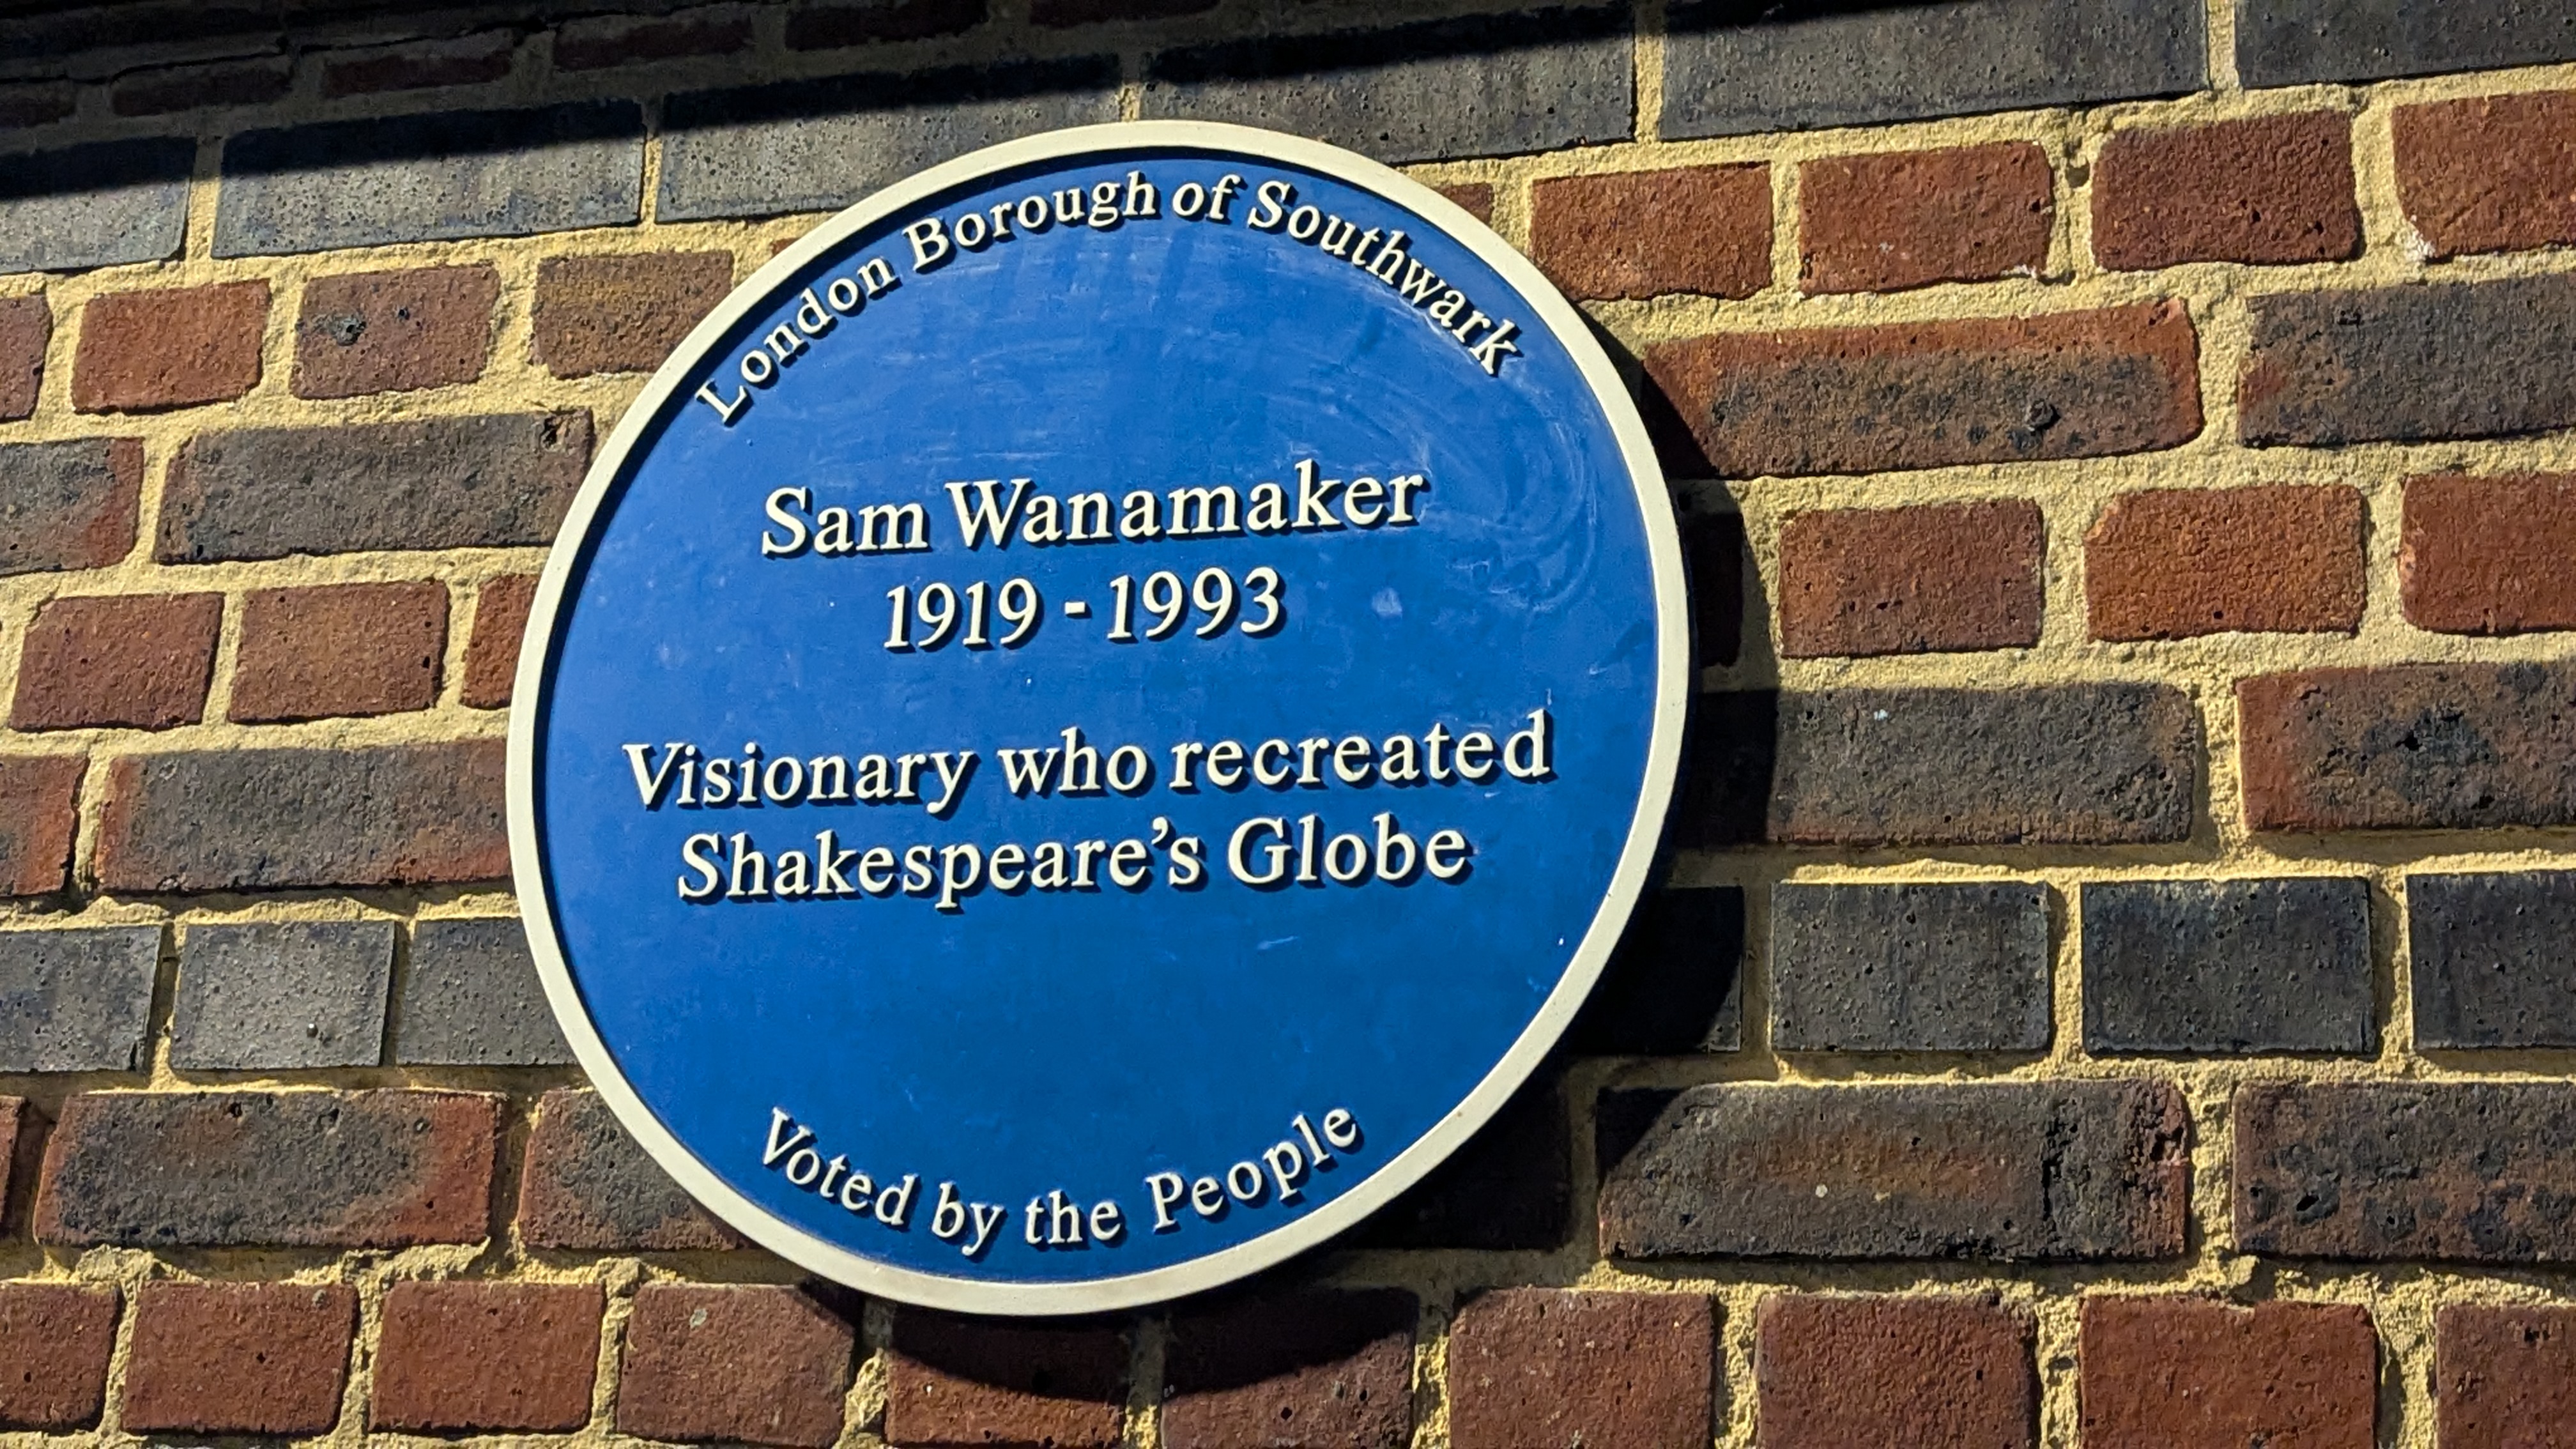 London Borough of Southwark
Sam Wanamaker
1919 - 1993
Visionary who recreated
Shakespeare's Globe
Voted by the People